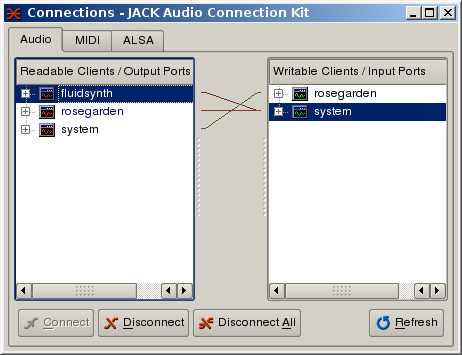 Connections - JACK Audio Connection Kit
Audio MIDI ALSA
Readable Clients / Output Ports Writable Clients / Input Ports
fluidsynth rosegarden
rosegarden system
system
Connect Disconnect Disconnect All Refresh